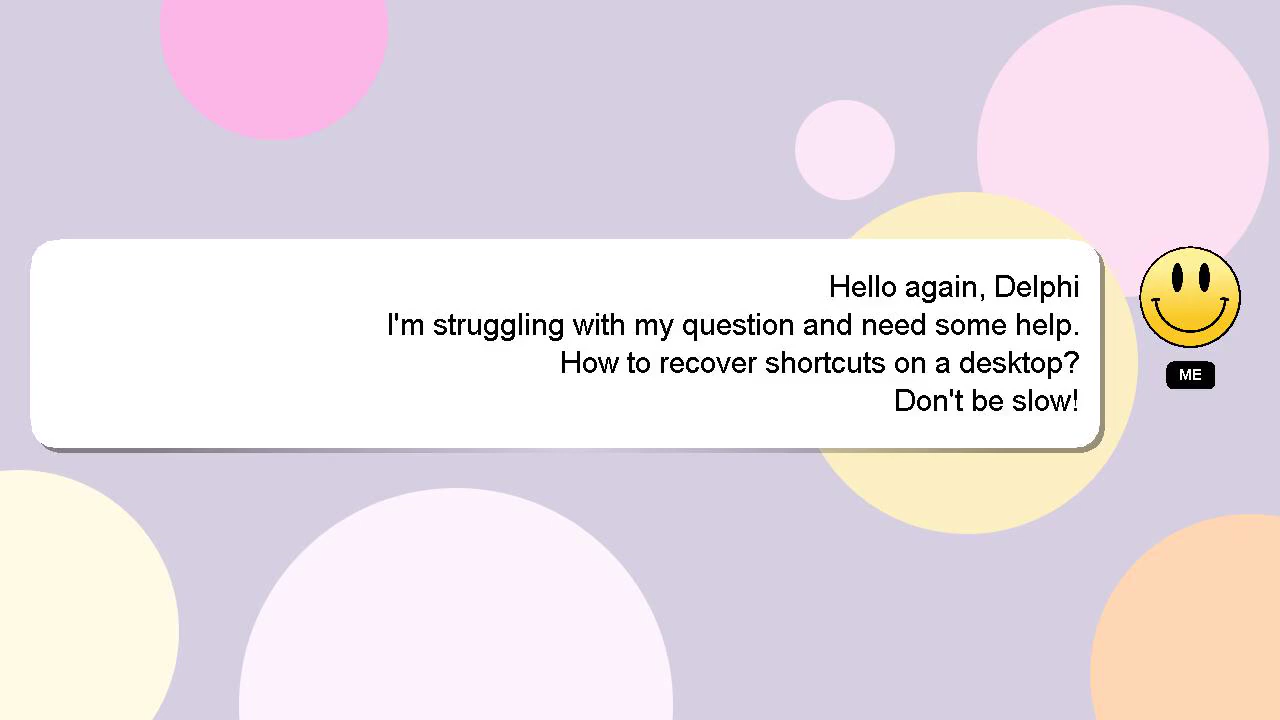 Hello again, Delphi
I'm struggling with my question and need some help.
How to recover shortcuts on a desktop?
Don't be slow!
ME